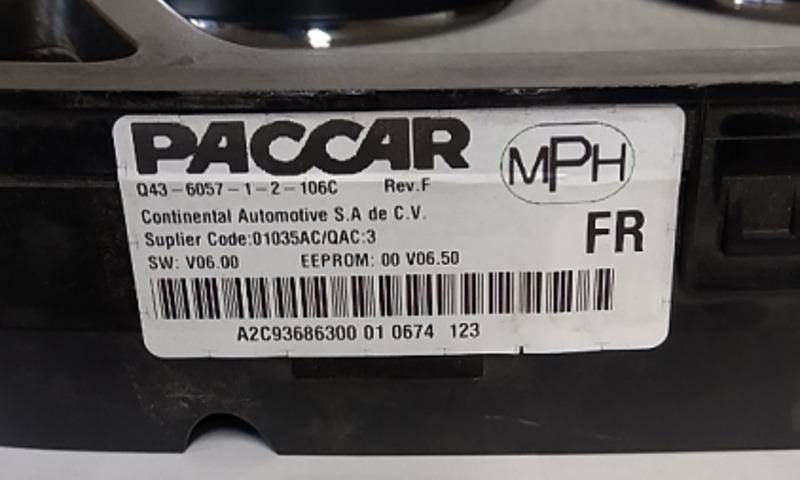 PACCAR
MPH
Q43-6057-1-2-106C Rev.F
Continental Automotive S.A de C.V.
Suplier Code:01035AC/QAC:3
FR
SW: V06.00 EEPROM: 00 V06.50
A2C93686300 01 0674 123